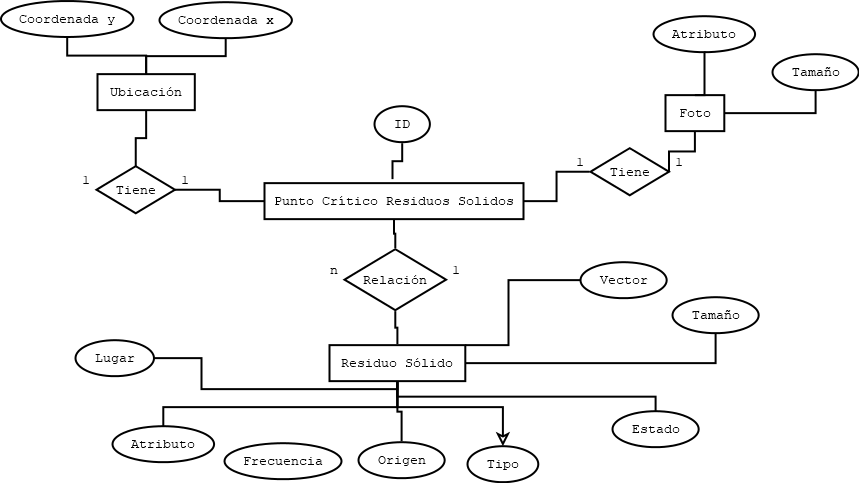 Coordenada y
Coordenada x
Atributo
Tamaño
Ubicación
Foto
ID
1
Tiene
1
1
Tiene
1
Punto Crítico Residuos Solidos
n
Relación
1
Vector
Tamaño
Lugar
Residuo Sólido
Atributo
Frecuencia
Origen
Tipo
Estado